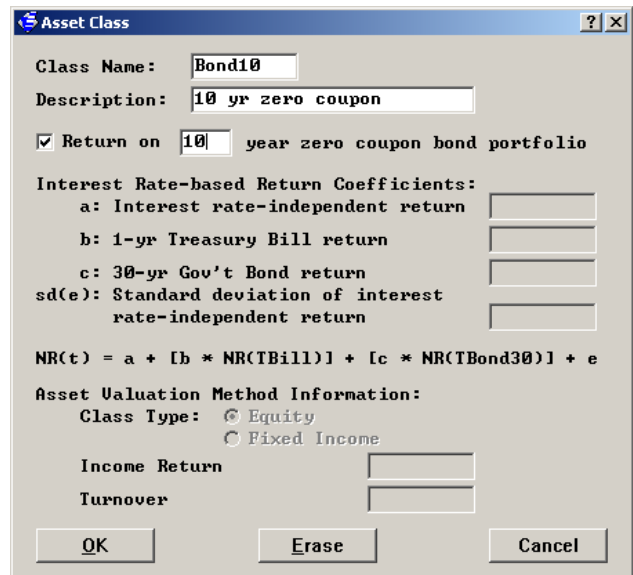 Asset Class
Class Name: Bond10
Description: 10 yr zero coupon
Return on 10 year zero coupon bond portfolio
Interest Rate-based Return Coefficients:
a: Interest rate-independent return
b: 1-yr Treasury Bill return
c: 30-yr Gov't Bond return
sd(e): Standard deviation of interest
rate-independent return
NR(t) = a + [b * NR(TBill)] + [c * NR(TBond30)] + e
Asset Valuation Method Information:
Class Type: Equity
Fixed Income
Income Return
Turnover
OK Erase Cancel